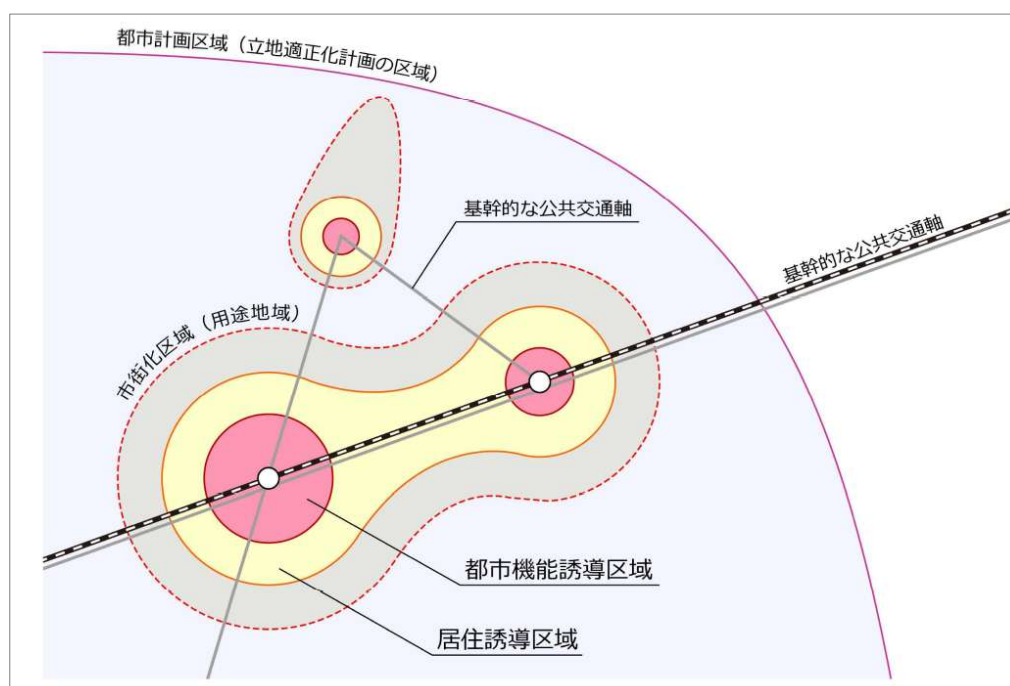 都市計画区域（立地適正化計画の区域）
基幹的な公共交通軸
基幹的な公共交通軸
市街化区域（用途地域）
都市機能誘導区域
居住誘導区域